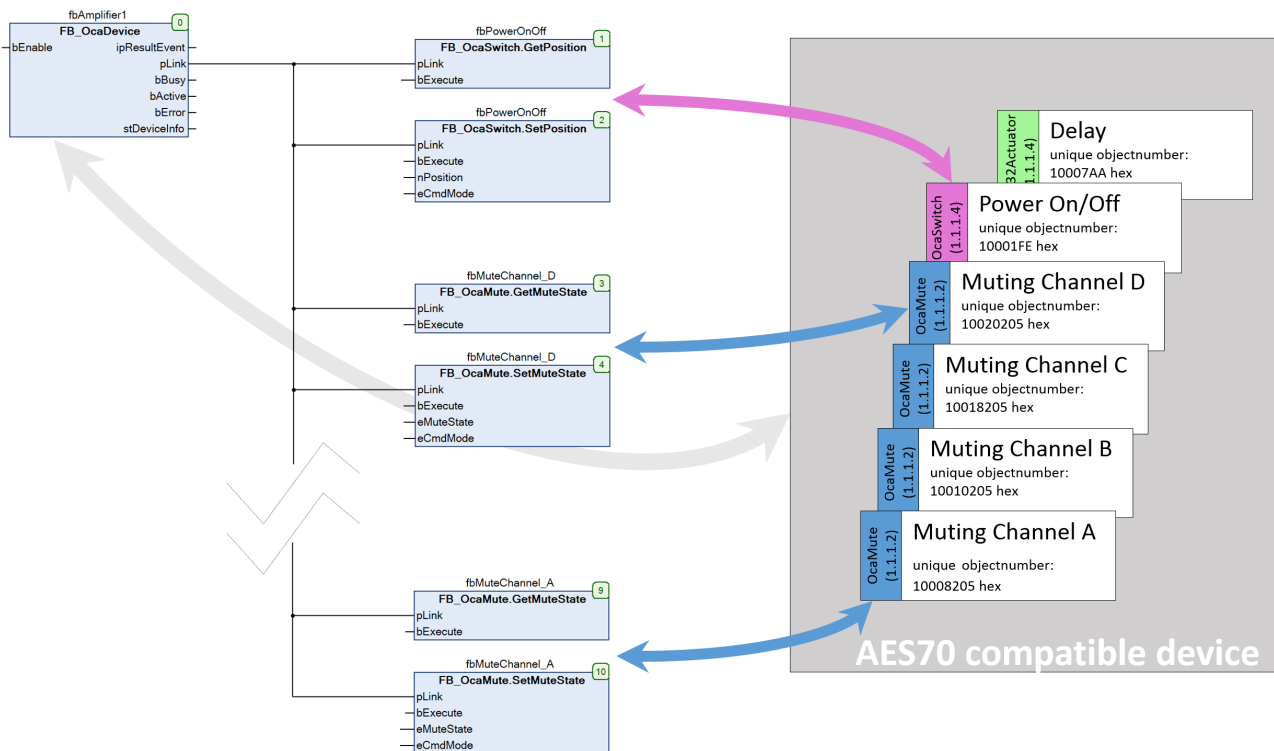 fbAmplifier1
0
FB_OcaDevice
bEnable
ipResultEvent
pLink
bBusy
bActive
bError
stDeviceInfo
fbPowerOnOff
1
FB_OcaSwitch.GetPosition
pLink
bExecute
fbPowerOnOff
2
FB_OcaSwitch.SetPosition
pLink
bExecute
nPosition
eCmdMode
fbMuteChannel_D
3
FB_OcaMute.GetMuteState
pLink
bExecute
fbMuteChannel_D
4
FB_OcaMute.SetMuteState
pLink
bExecute
eMuteState
eCmdMode
fbMuteChannel_A
9
FB_OcaMute.GetMuteState
pLink
bExecute
fbMuteChannel_A
10
FB_OcaMute.SetMuteState
pLink
bExecute
eMuteState
eCmdMode
32Actuator
1.1.1.4)
Delay
unique objectnumber:
10007AA hex
OcaSwitch
(1.1.1.4)
Power On/Off
unique objectnumber:
10001FE hex
OcaMute
(1.1.1.2)
Muting Channel D
unique objectnumber:
10020205 hex
OcaMute
(1.1.1.2)
Muting Channel C
unique objectnumber:
10018205 hex
OcaMute
(1.1.1.2)
Muting Channel B
unique objectnumber:
10010205 hex
OcaMute
(1.1.1.2)
Muting Channel A
unique objectnumber:
10008205 hex
AES70 compatible device